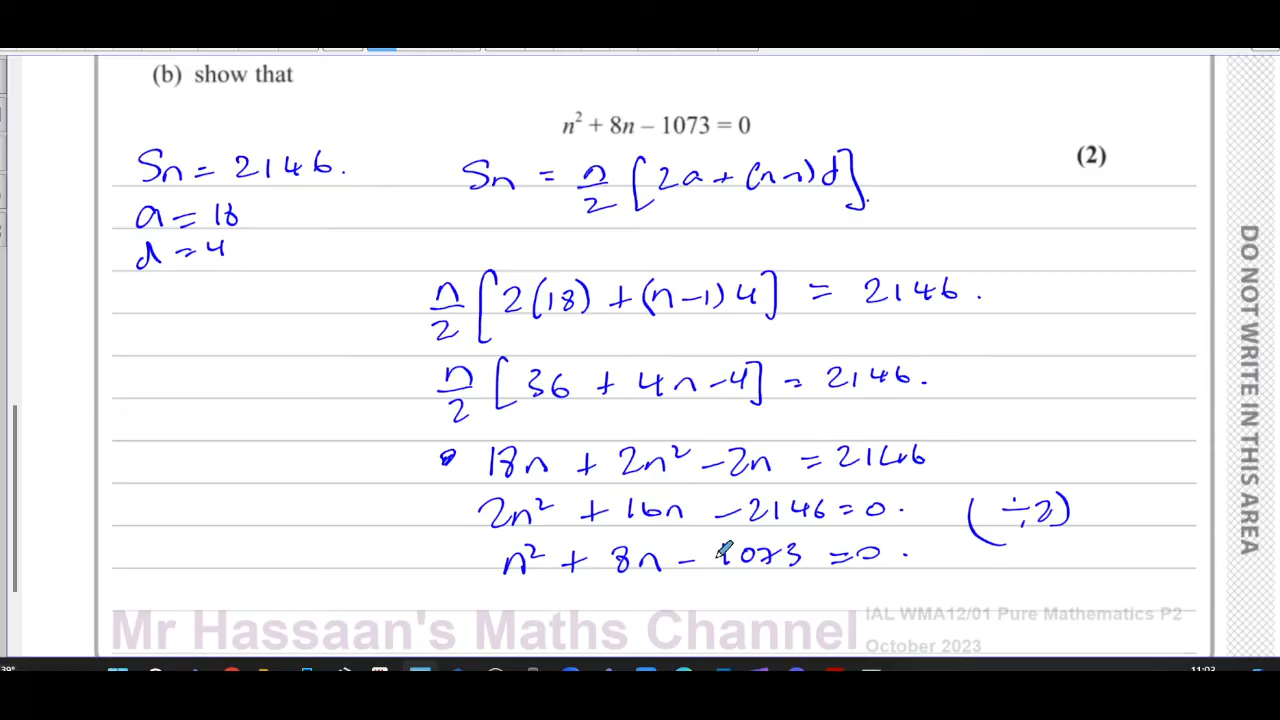 (b) show that
n² + 8n – 1073 = 0
(2)
Sn = 2146.
a = 18
d = 4
Sn = n/2 [2a + (n-1)d].
n/2 [2(18) + (n-1)4] = 2146.
n/2 [36 + 4n - 4] = 2146.
18n + 2n² - 2n = 2146
2n² + 16n - 2146 = 0. (÷2)
n² + 8n - 1073 = 0.
DO NOT WRITE IN THIS AREA
Mr Hassaan's Maths Channel
IAL WMA12/01 Pure Mathematics P2
October 2023
39°
11:03